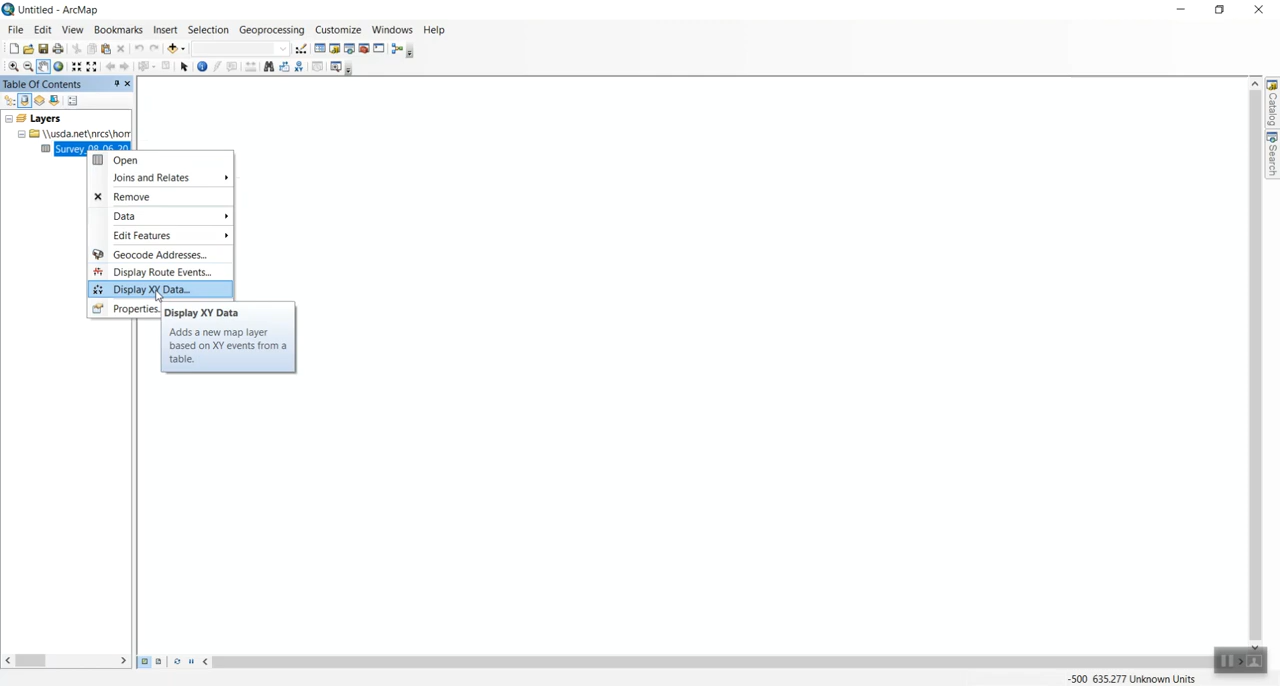 Untitled - ArcMap
File Edit View Bookmarks Insert Selection Geoprocessing Customize Windows Help
Table Of Contents
Layers
\\usda.net\nrcs\hom
Survey_08_06_20
Open
Joins and Relates
Remove
Data
Edit Features
Geocode Addresses...
Display Route Events...
Display XY Data...
Properties.
Display XY Data
Adds a new map layer
based on XY events from a
table.
Catalog
Search
-500 635.277 Unknown Units